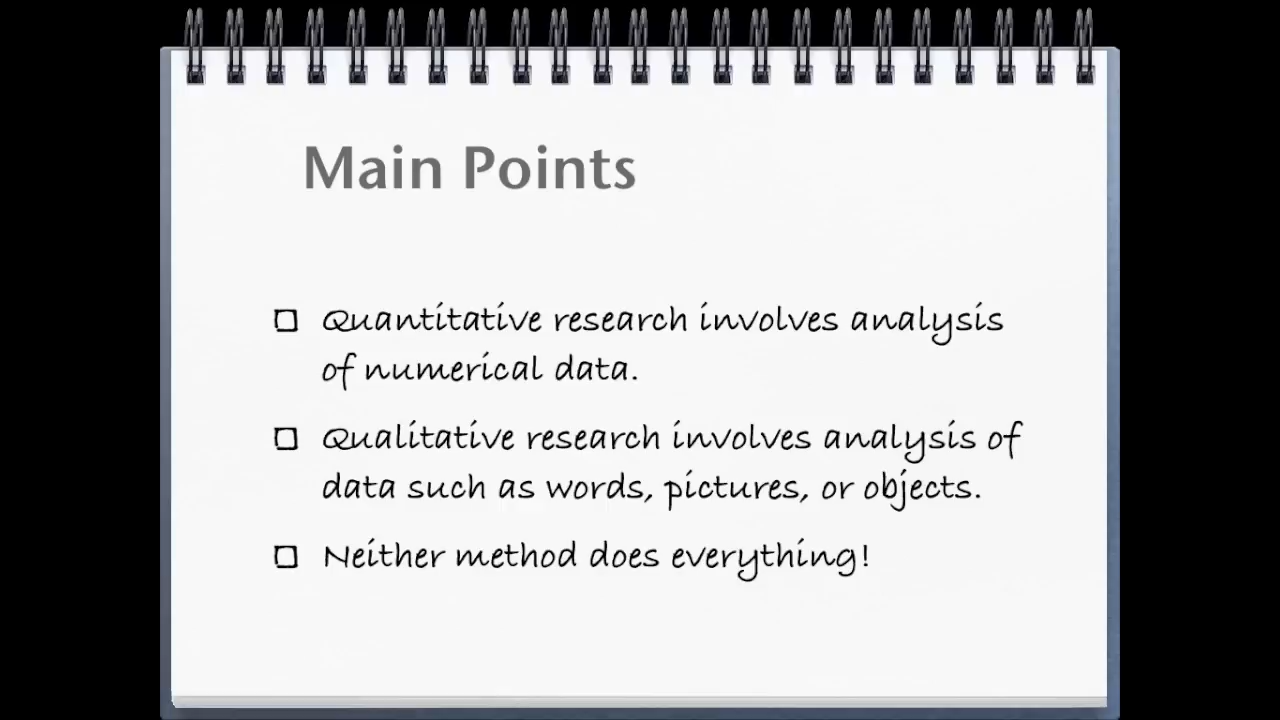 Main Points
Quantitative research involves analysis
of numerical data.
Qualitative research involves analysis of
data such as words, pictures, or objects.
Neither method does everything!